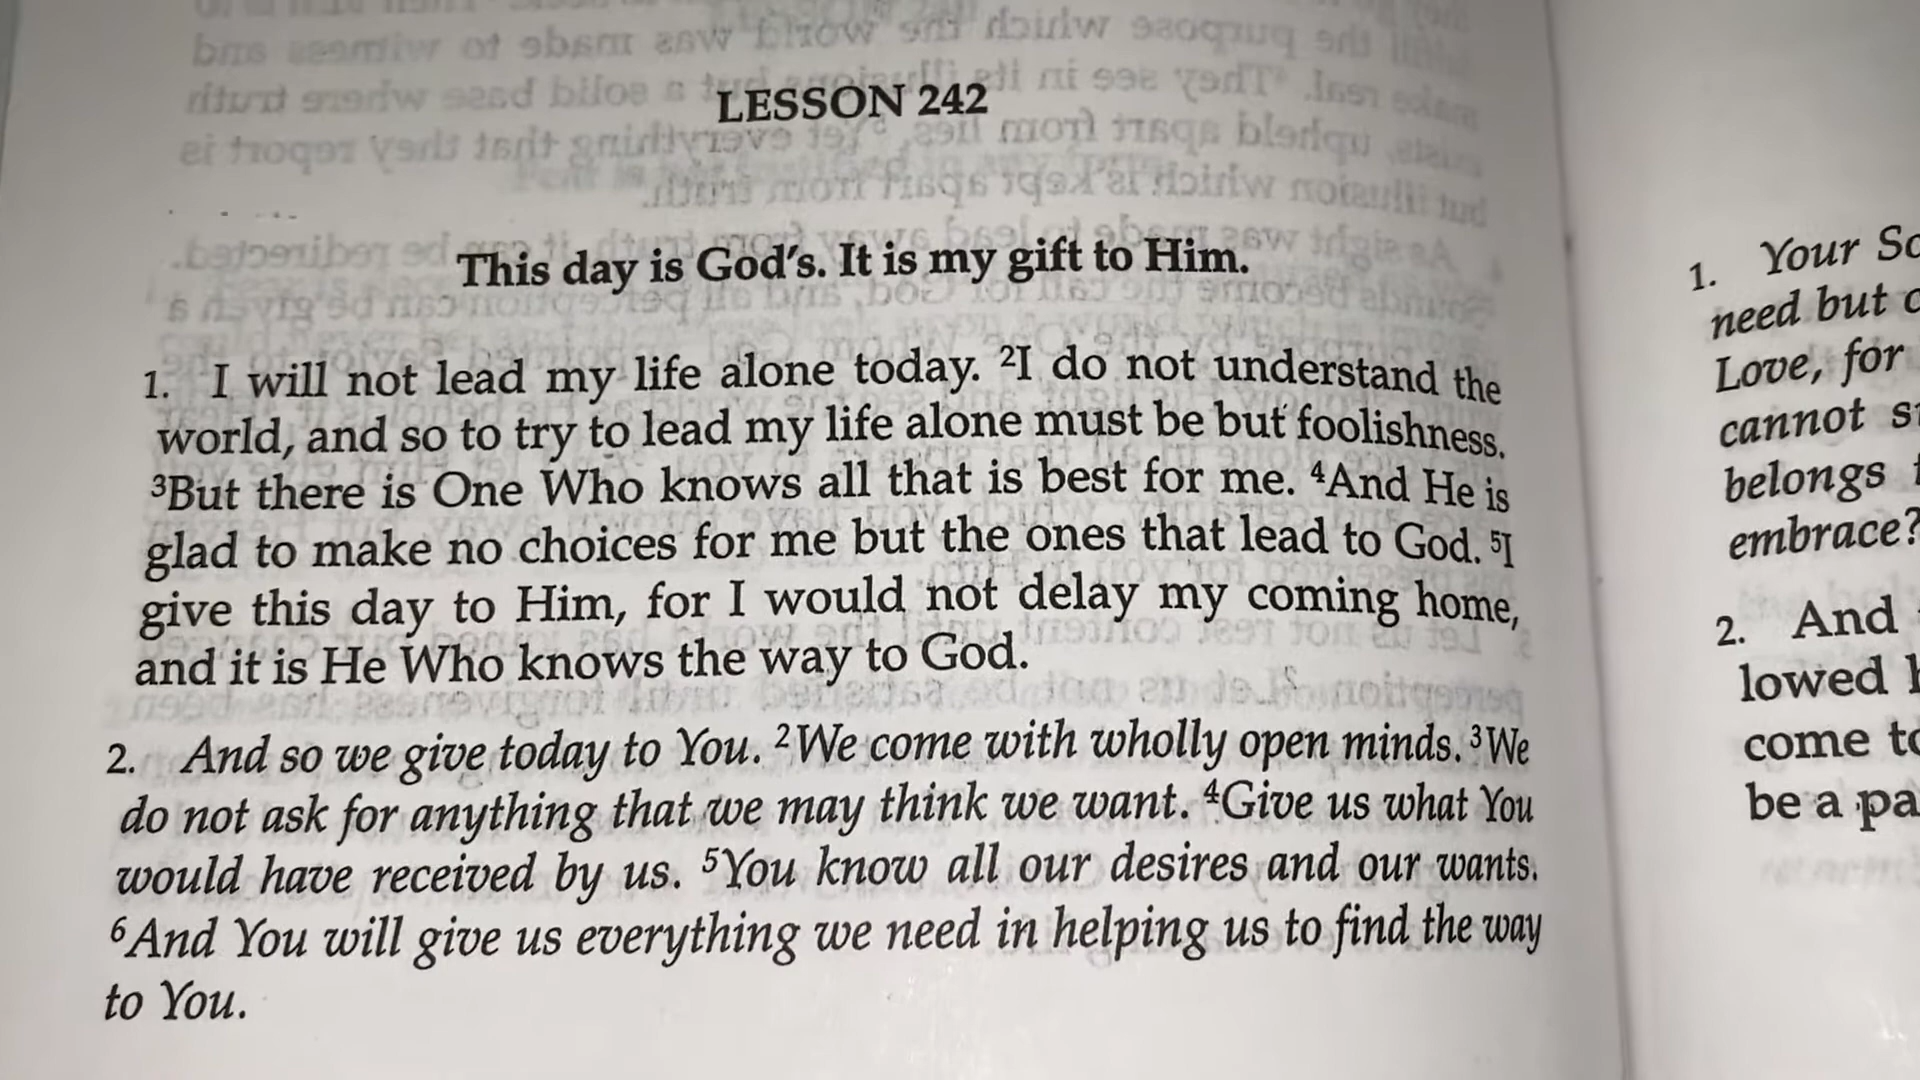 LESSON 242
This day is God's. It is my gift to Him.
1. I will not lead my life alone today. ²I do not understand the
world, and so to try to lead my life alone must be but foolishness.
³But there is One Who knows all that is best for me. ⁴And He is
glad to make no choices for me but the ones that lead to God. ⁵I
give this day to Him, for I would not delay my coming home,
and it is He Who knows the way to God.
2. And so we give today to You. ²We come with wholly open minds. ³We
do not ask for anything that we may think we want. ⁴Give us what You
would have received by us. ⁵You know all our desires and our wants.
⁶And You will give us everything we need in helping us to find the way
to You.
1. Your
need but
Love, for
cannot
belongs
embrace?
2. And
lowed
come
be a